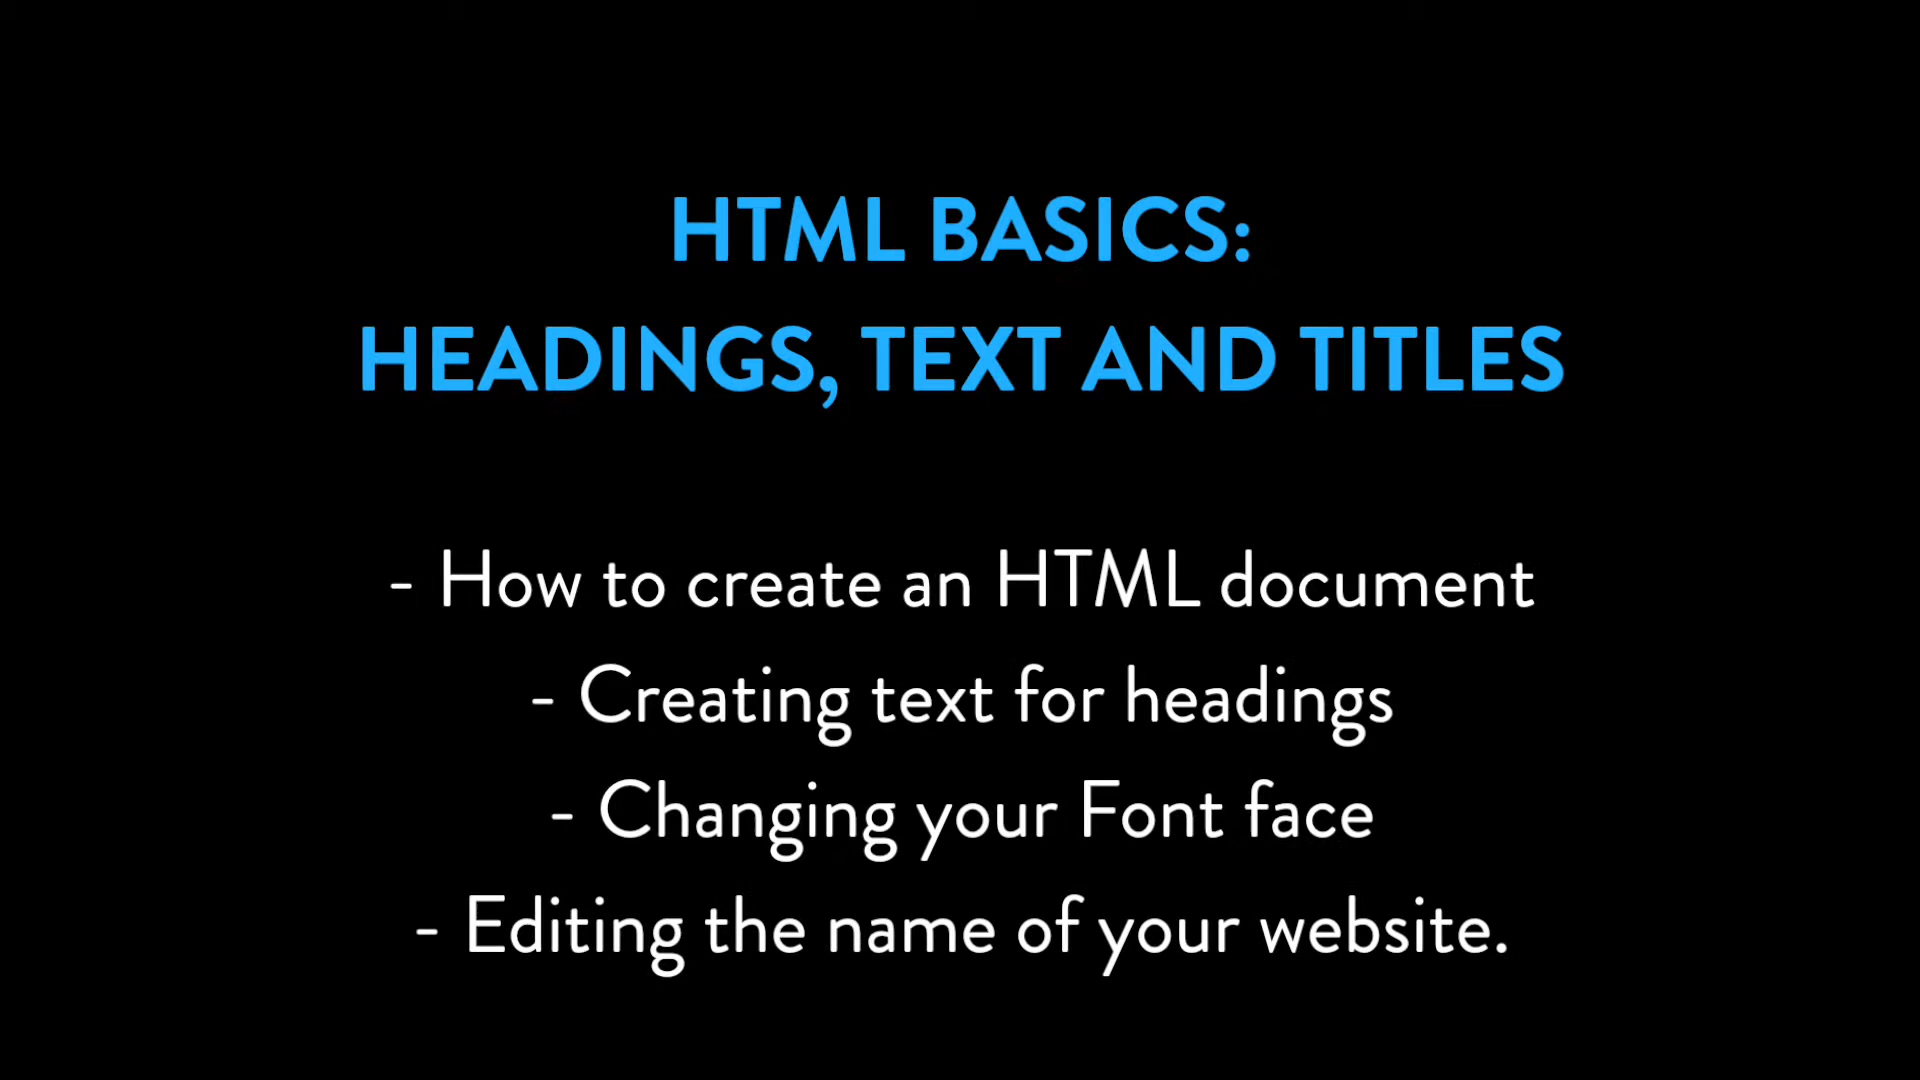 HTML BASICS:
HEADINGS, TEXT AND TITLES
- How to create an HTML document
- Creating text for headings
- Changing your Font face
- Editing the name of your website.